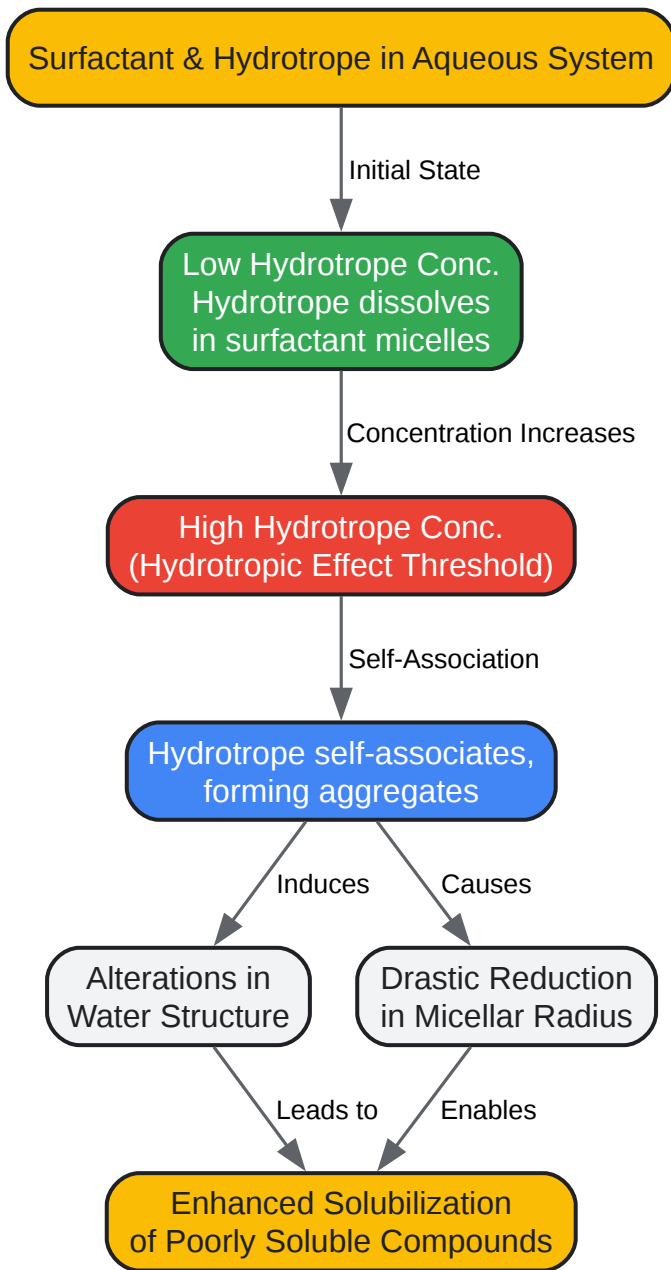 Surfactant & Hydrotrope in Aqueous System
Initial State
Low Hydrotrope Conc.
Hydrotrope dissolves
in surfactant micelles
Concentration Increases
High Hydrotrope Conc.
(Hydrotropic Effect Threshold)
Self-Association
Hydrotrope self-associates,
forming aggregates
Induces
Causes
Alterations in
Water Structure
Drastic Reduction
in Micellar Radius
Leads to
Enables
Enhanced Solubilization
of Poorly Soluble Compounds